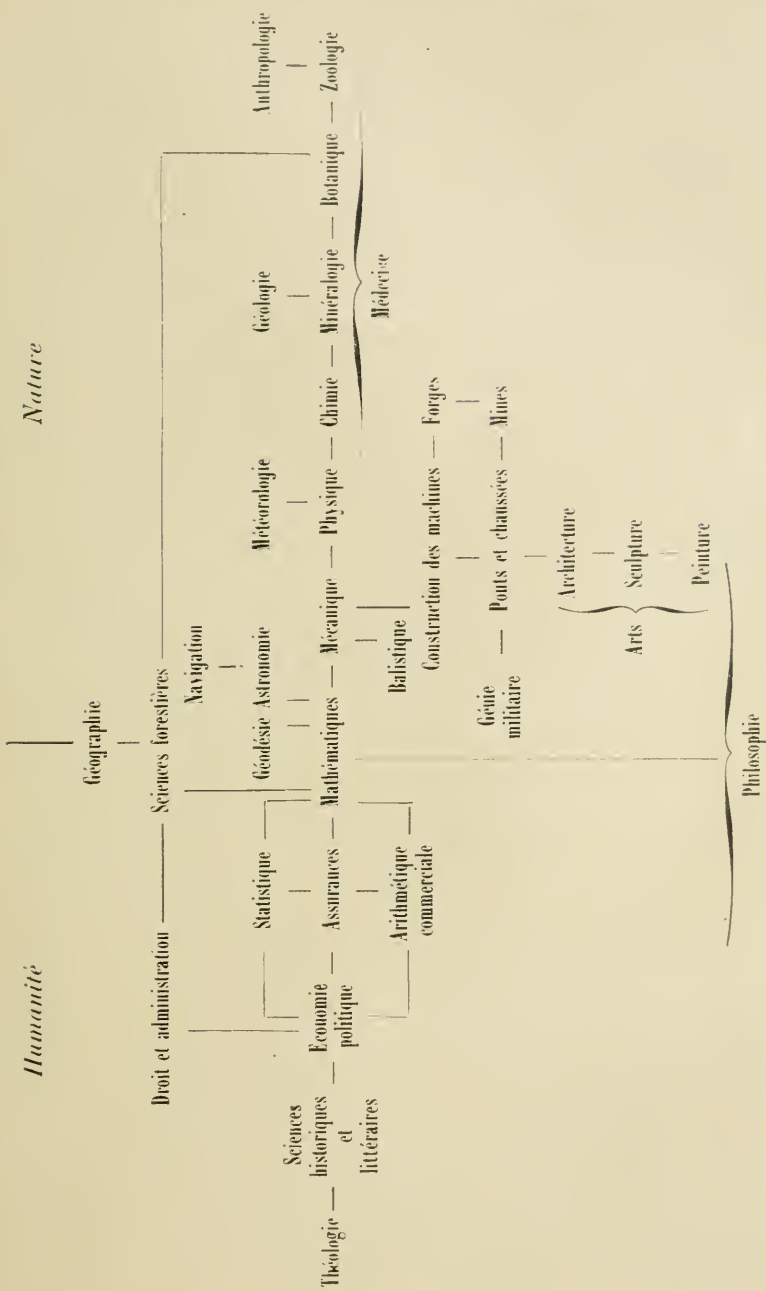 Humanité
Nature
Géographie
Droit et administration
Sciences forestières
Navigation
Statistique
Géodésie
Astronomie
Météorologie
Géologie
Anthropologie
Théologie
Sciences
historiques
et
littéraires
Economie
politique
Assurances
Mathématiques
Mécanique
Physique
Chimie
Minéralogie
Botanique
Zoologie
Arithmétique
commerciale
Balistique
Médecine
Construction des machines
Forges
Génie
militaire
Ponts et chaussées
Mines
Architecture
Arts
Sculpture
Peinture
Philosophie